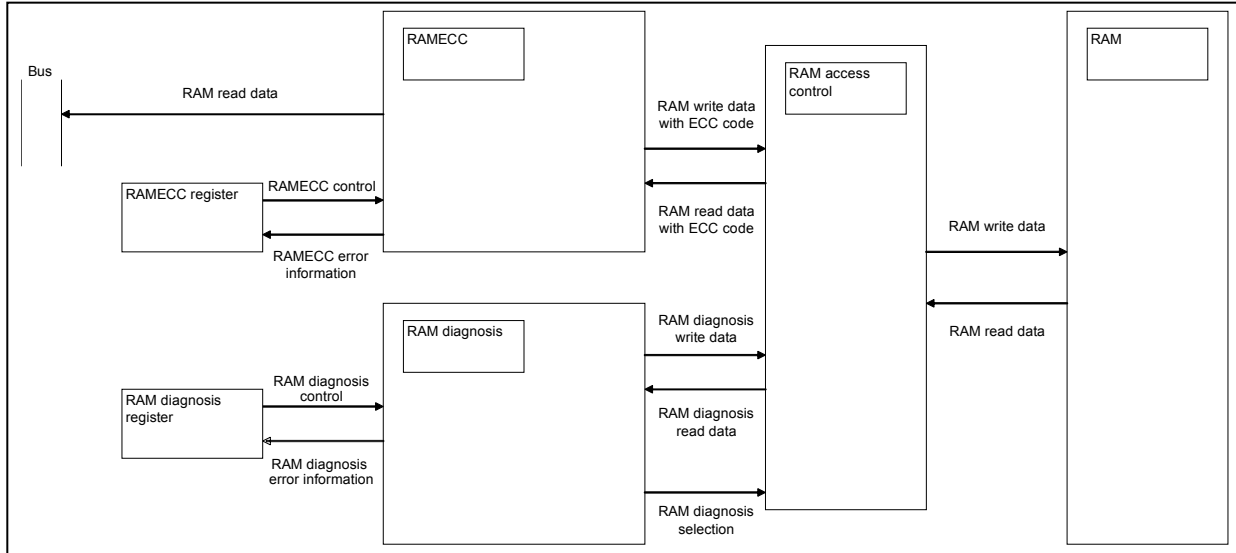 RAMECC
RAM
Bus
RAM access
control
RAM read data
RAM write data
with ECC code
RAMECC register
RAMECC control
RAM read data
with ECC code
RAM write data
RAMECC error
information
RAM diagnosis
RAM diagnosis
write data
RAM read data
RAM diagnosis
control
RAM diagnosis
register
RAM diagnosis
read data
RAM diagnosis
error information
RAM diagnosis
selection